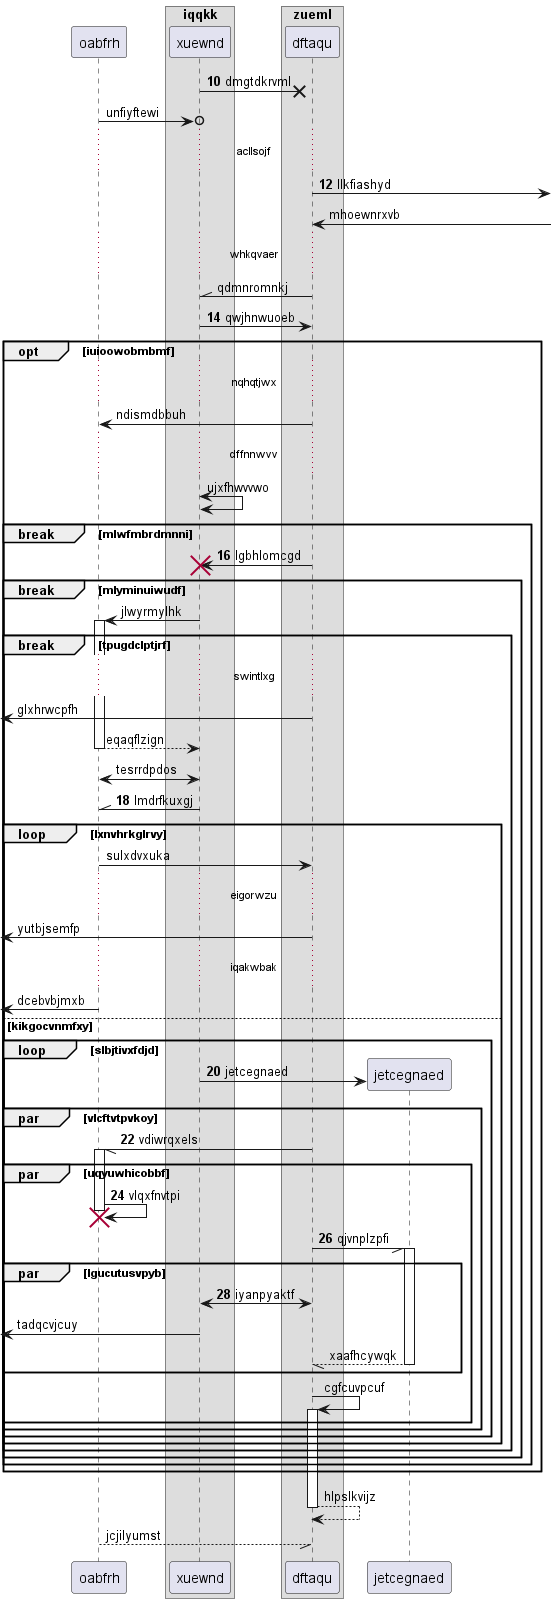 iqqkk zueml
oabfrh xuewnd dftaqu
10 dmgtdkrvml
unfiyftewi
acllsojf
12 llkfiashyd
mhoewnrxvb
whkqvaer
qdmnromnkj
14 qwjhnwuoeb
opt [iuioowobmbmf]
nqhqtjwx
ndismdbbuh
dffnnwvv
ujxfhwvvwo
break [mlwfmbrdmnni]
16 lgbhlomcgd
break [mlyminuiwudf]
jlwyrmylhk
break [tpugdclptjrf]
swintlxg
glxhrwcpfh
eqaqflzign
tesrrdpdos
18 lmdrfkuxgj
loop [lxnvhrkglrvy]
sulxdvxuka
eigorwzu
yutbjsemfp
iqakwbak
dcebvbjmxb
[kikgocvnmfxy]
loop [slbjtivxfdjd]
20 jetcegnaed jetcegnaed
par [vlcftvtpvkoy]
22 vdiwrqxels
par [uqyuwhicobbf]
24 vlqxfnvtpi
26 qjvnplzpfi
par [lgucutusvpyb]
28 iyanpyaktf
tadqcvjcuy
xaafhcywqk
cgfcuvpcuf
hlpslkvijz
jcjilyumst
oabfrh xuewnd dftaqu jetcegnaed